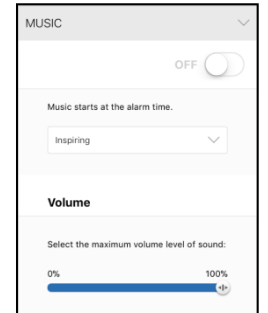 MUSIC
OFF
Music starts at the alarm time.
Inspiring
Volume
Select the maximum volume level of sound:
0% 100%